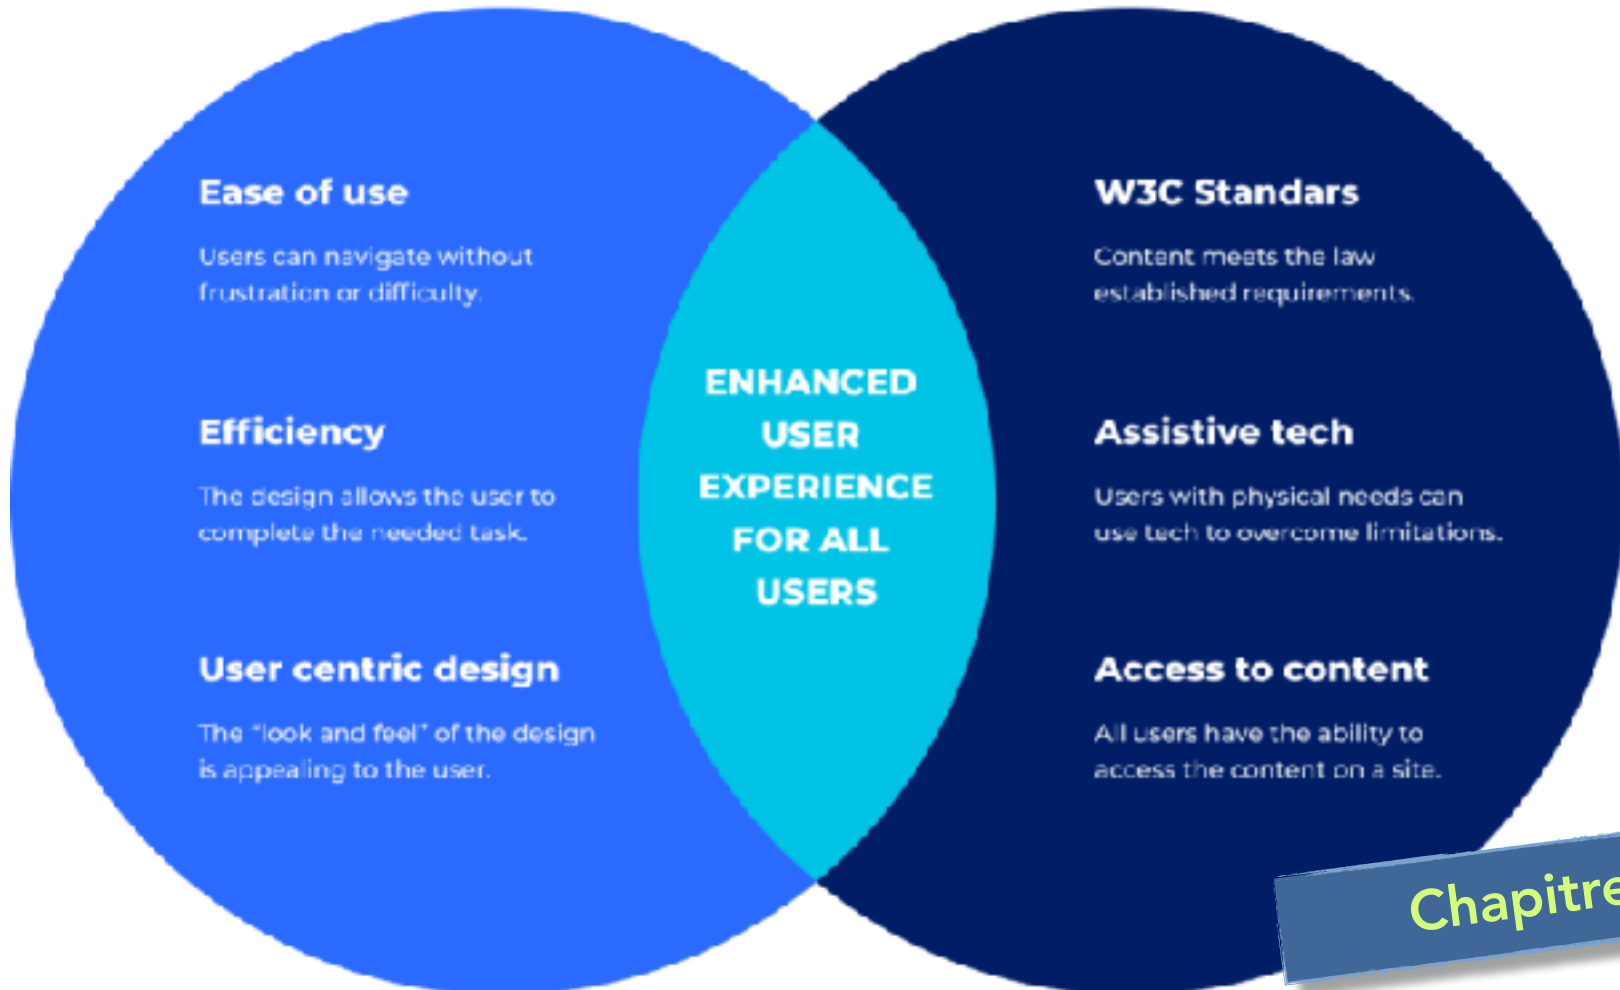 Ease of use
Users can navigate without
frustration or difficulty.
Efficiency
The design allows the user to
complete the needed task.
User centric design
The "look and feel" of the design
is appealing to the user.
ENHANCED
USER
EXPERIENCE
FOR ALL
USERS
W3C Standars
Content meets the law
established requirements.
Assistive tech
Users with physical needs can
use tech to overcome limitations.
Access to content
All users have the ability to
access the content on a site.
Chapitre